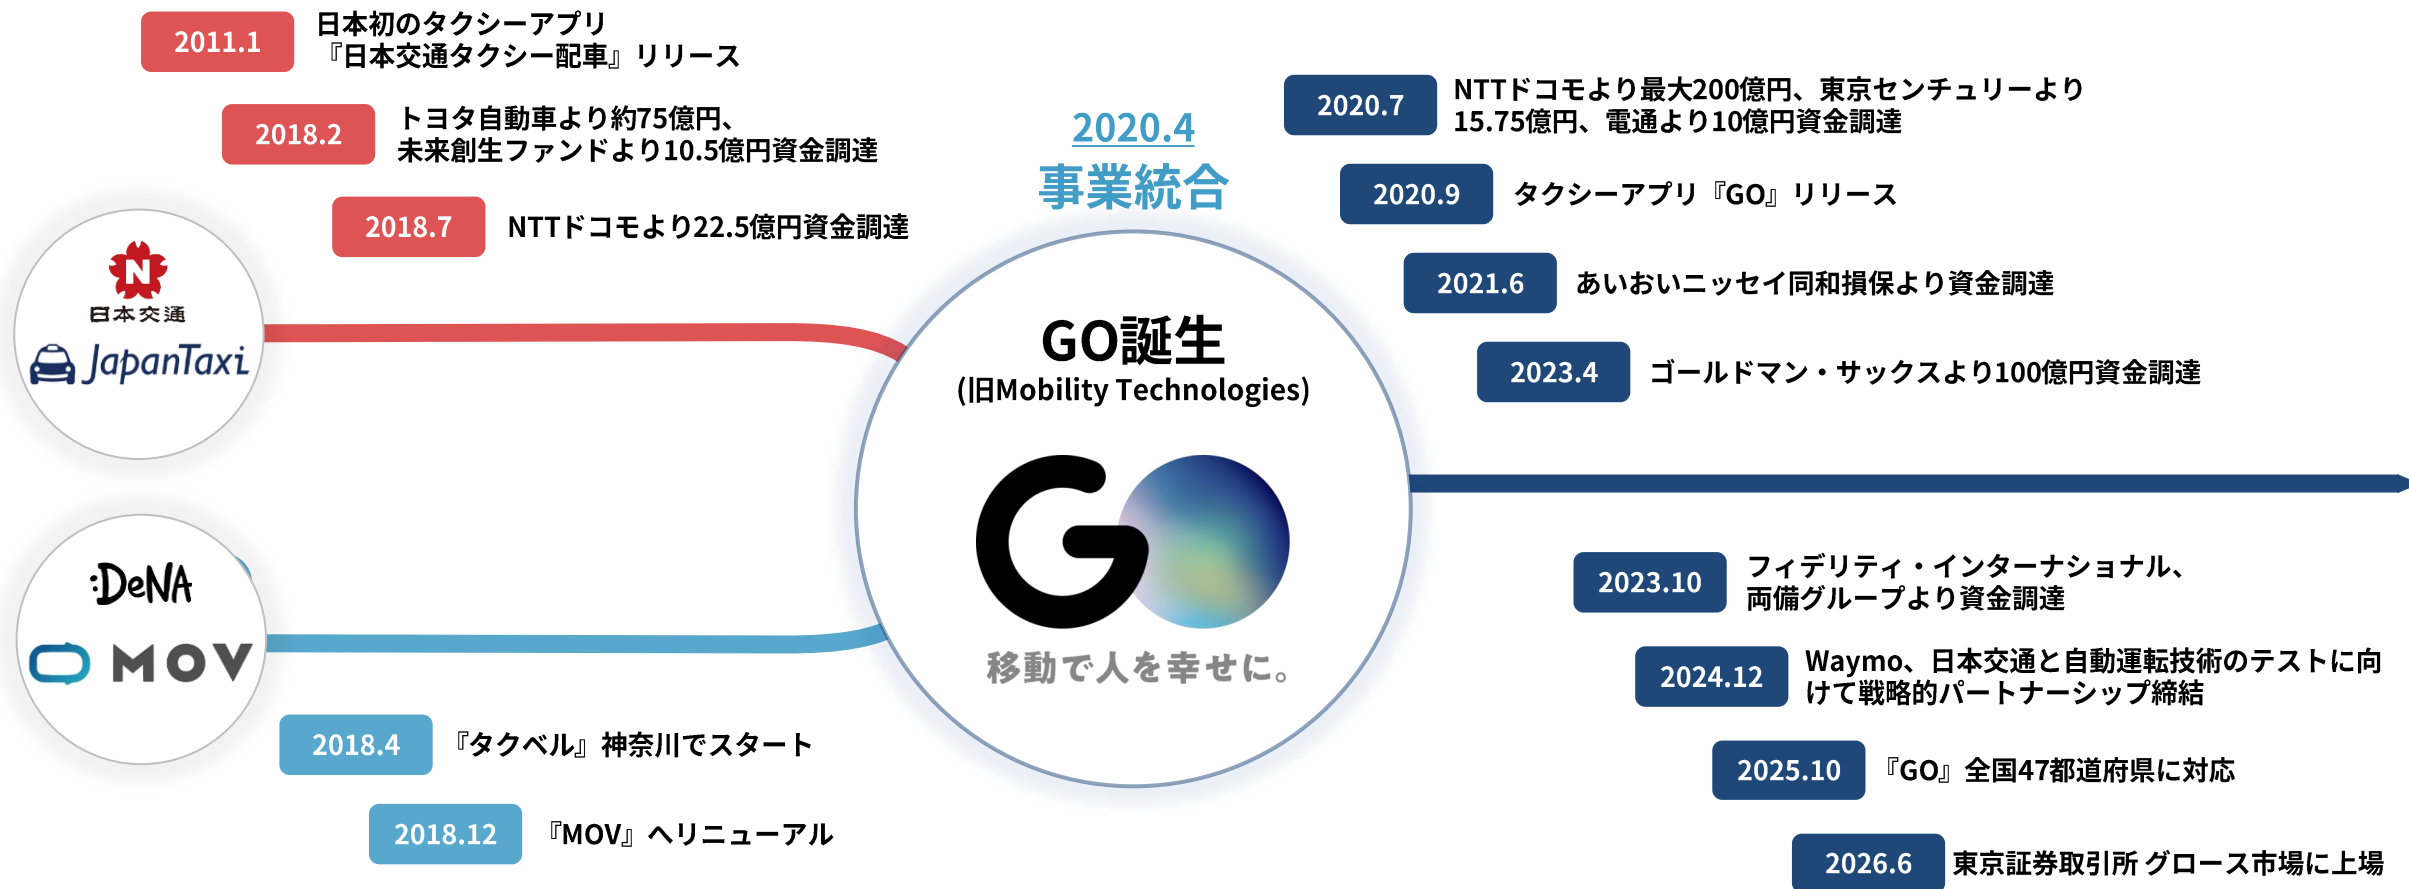 2011.1
日本初のタクシーアプリ
『日本交通タクシー配車』リリース
2018.2
トヨタ自動車より約75億円、
未来創生ファンドより10.5億円資金調達
2018.7
NTTドコモより22.5億円資金調達
N
日本交通
JapanTaxi
DeNA
MOV
2018.4
『タクベル』神奈川でスタート
2018.12
『MOV』へリニューアル
2020.4
事業統合
GO誕生
(旧Mobility Technologies)
GO
移動で人を幸せに。
2020.7
NTTドコモより最大200億円、東京センチュリーより
15.75億円、電通より10億円資金調達
2020.9
タクシーアプリ『GO』リリース
2021.6
あいおいニッセイ同和損保より資金調達
2023.4
ゴールドマン・サックスより100億円資金調達
2023.10
フィデリティ・インターナショナル、
両備グループより資金調達
2024.12
Waymo、日本交通と自動運転技術のテストに向
けて戦略的パートナーシップ締結
2025.10
『GO』全国47都道府県に対応
2026.6
東京証券取引所 グロース市場に上場